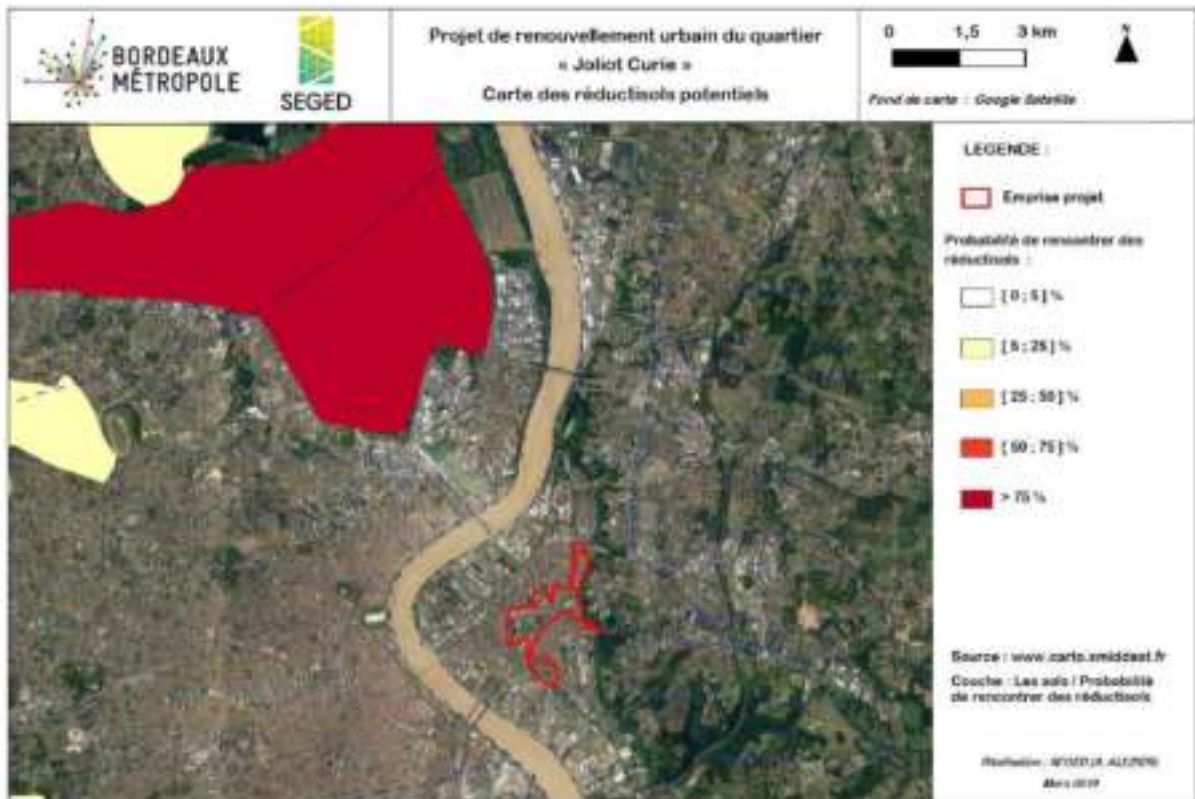 BORDEAUX
MÉTROPOLE
SEGED
Projet de renouvellement urbain du quartier
« Joliot Curie »
Carte des réductisols potentiels
0 1,5 3 km
N
Fond de carte : Google Satellite
LEGENDE :
Emprise projet
Probabilité de rencontrer des
réductisols :
[ 0 ; 5 ] %
[ 5 ; 25 ] %
[ 25 ; 50 ] %
[ 50 ; 75 ] %
> 75 %
Source : www.carto.smiddest.fr
Couche : Les sols / Probabilité
de rencontrer des réductisols
Réalisation : SEGED